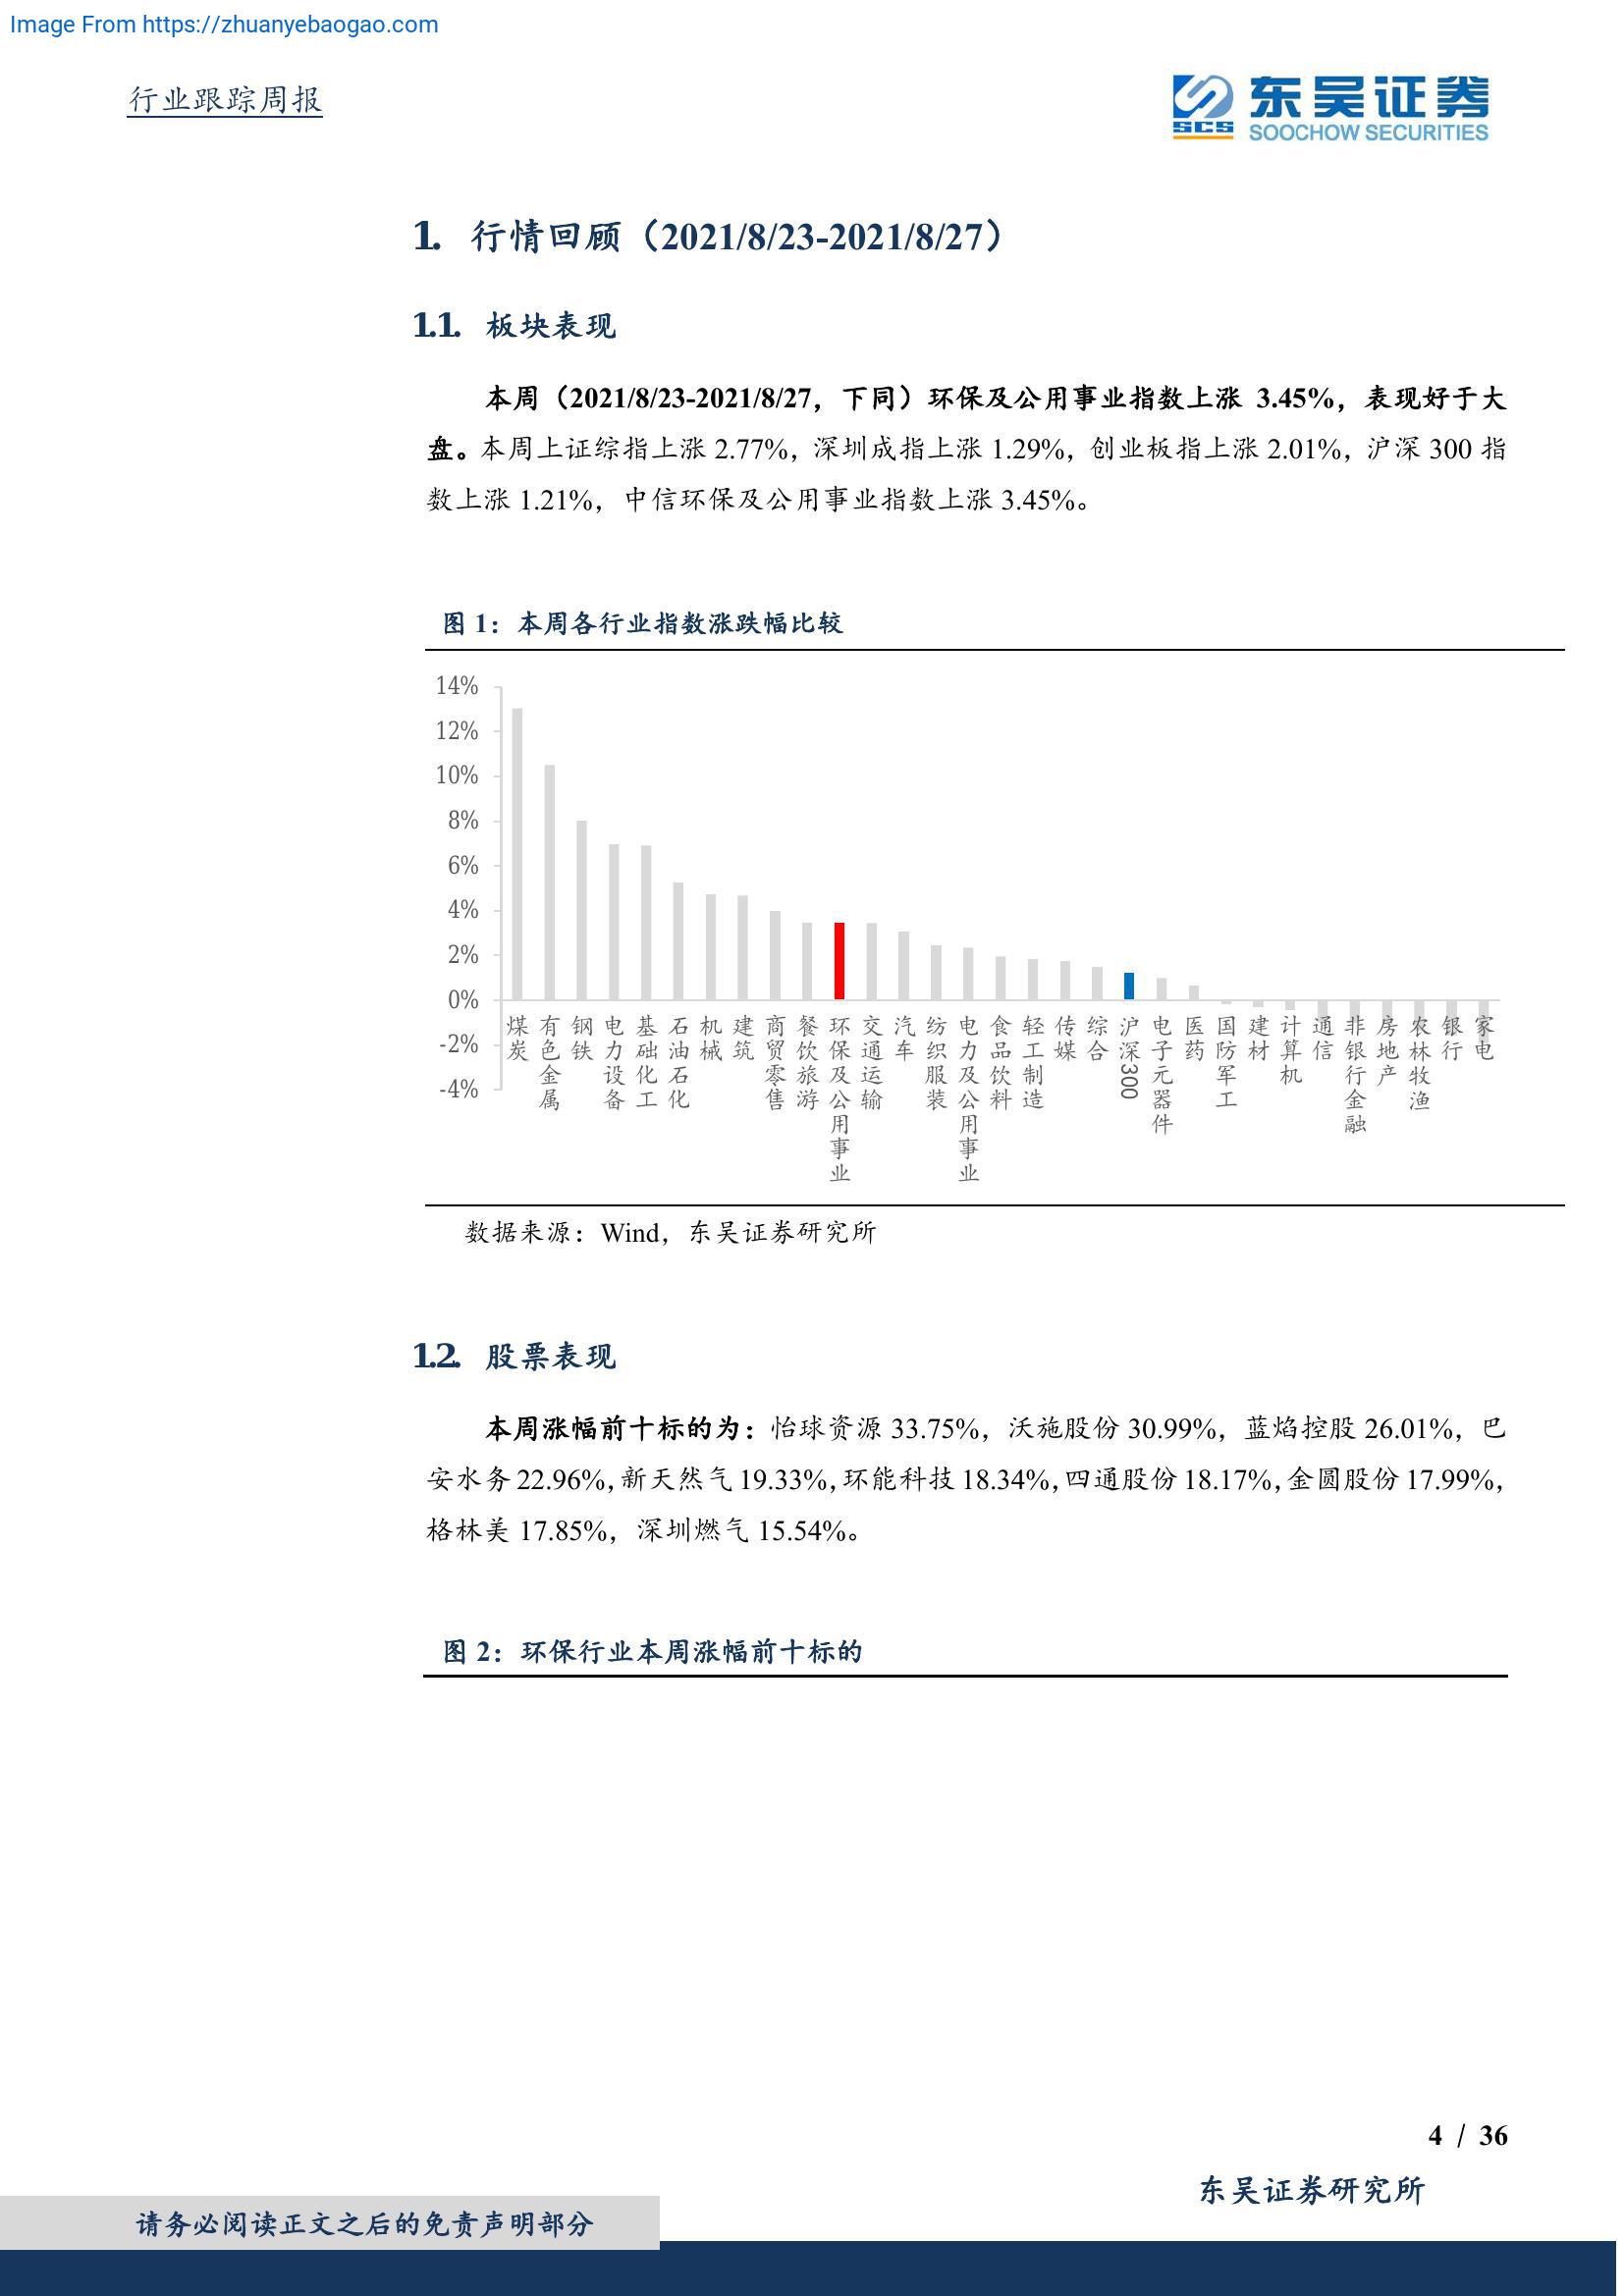 Image From https://zhuanyebaogao.com
行业跟踪周报
东吴证券
SCS
SOOCHOW SECURITIES
1. 行情回顾（2021/8/23-2021/8/27）
1.1. 板块表现
本周（2021/8/23-2021/8/27，下同）环保及公用事业指数上涨 3.45%，表现好于大
盘。本周上证综指上涨 2.77%，深圳成指上涨 1.29%，创业板指上涨 2.01%，沪深 300 指
数上涨 1.21%，中信环保及公用事业指数上涨 3.45%。
图 1：本周各行业指数涨跌幅比较
14%
12%
10%
8%
6%
4%
2%
0%
-2%
-4%
煤炭
有色金属
钢铁
电力设备
基础化工
石油石化
机械
建筑
商贸零售
餐饮旅游
环保及公用事业
交通运输
汽车
纺织服装
电力及公用事业
食品饮料
轻工制造
传媒
综合
沪深300
电子元器件
医药
国防军工
建材
计算机
通信
非银行金融
房地产
农林牧渔
银行
家电
数据来源：Wind，东吴证券研究所
1.2. 股票表现
本周涨幅前十标的为：怡球资源 33.75%，沃施股份 30.99%，蓝焰控股 26.01%，巴
安水务 22.96%，新天然气 19.33%，环能科技 18.34%，四通股份 18.17%，金圆股份 17.99%，
格林美 17.85%，深圳燃气 15.54%。
图 2：环保行业本周涨幅前十标的
4 / 36
东吴证券研究所
请务必阅读正文之后的免责声明部分